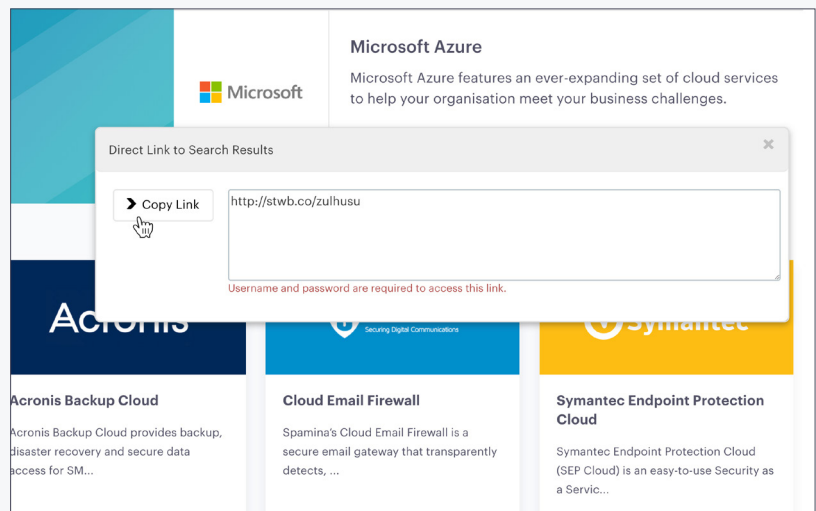 Microsoft Azure
Microsoft
Microsoft Azure features an ever-expanding set of cloud services
to help your organisation meet your business challenges.
Direct Link to Search Results
Copy Link
http://stwb.co/zulhusu
Username and password are required to access this link.
Acronis
Securing Digital Communications
Symantec
Acronis Backup Cloud
Acronis Backup Cloud provides backup,
disaster recovery and secure data
access for SM...
Cloud Email Firewall
Spamina's Cloud Email Firewall is a
secure email gateway that transparently
detects, ...
Symantec Endpoint Protection
Cloud
Symantec Endpoint Protection Cloud
(SEP Cloud) is an easy-to-use Security as
a Servic...